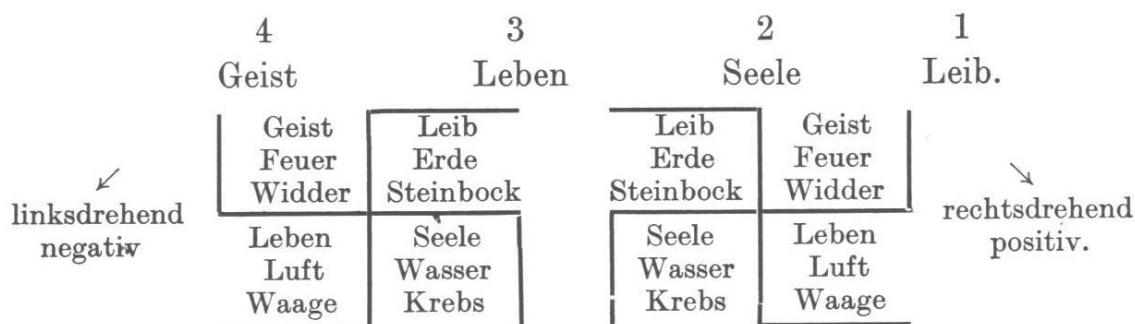 4 3 2 1
Geist Leben Seele Leib.
Geist Leib Leib Geist
Feuer Erde Erde Feuer
Widder Steinbock Steinbock Widder
linksdrehend rechtsdrehend
negativ positiv.
Leben Seele Seele Leben
Luft Wasser Wasser Luft
Waage Krebs Krebs Waage